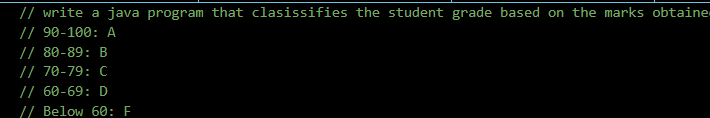 // write a java program that clasissifies the student grade based on the marks obtained
// 90-100: A
// 80-89: B
// 70-79: C
// 60-69: D
// Below 60: F